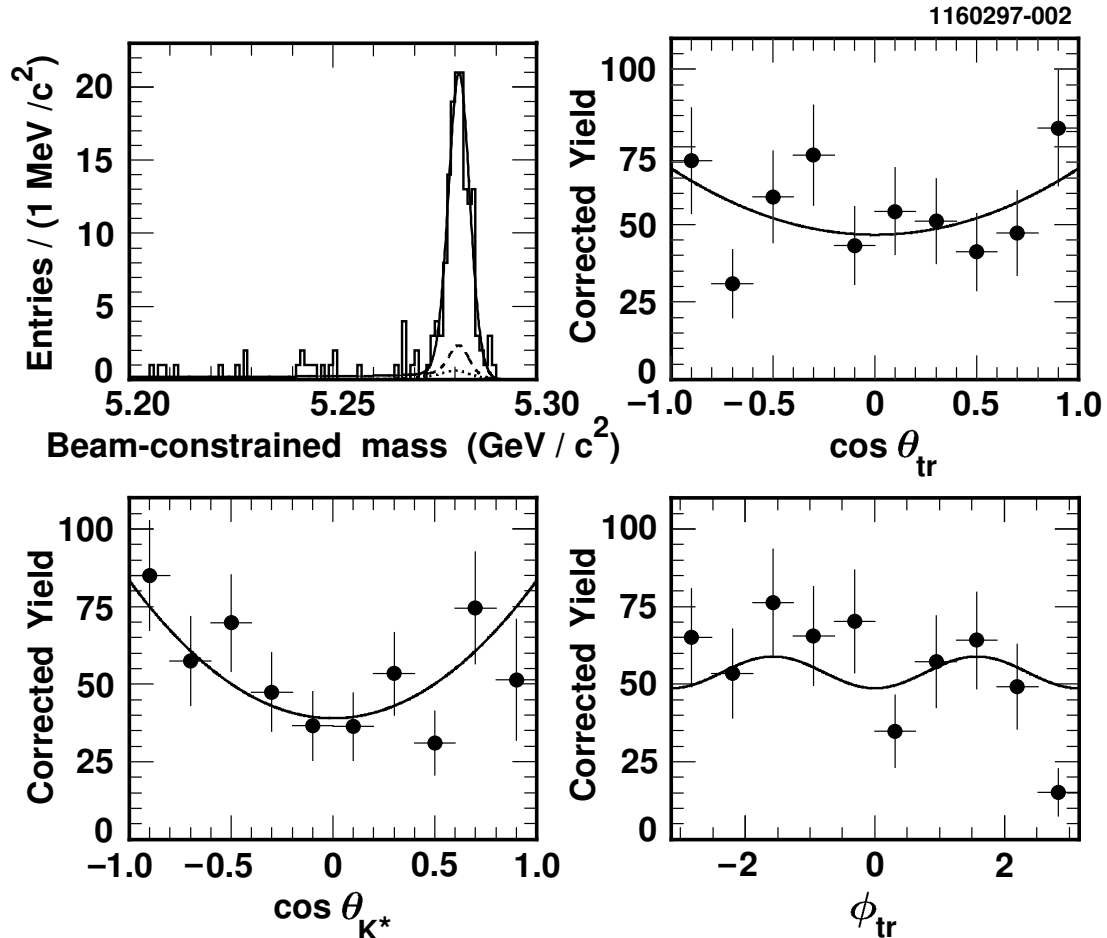 1160297-002
Entries / (1 MeV / c²)
20
15
10
5
0
5.20 5.28 5.30
Beam-constrained mass (GeV / c²)
Corrected Yield
100
75
50
25
0
−1.0 −0.5 0 0.5 1.0
cos θtr
Corrected Yield
100
75
50
25
0
−1.0 −0.5 0 0.5 1.0
cos θK*
Corrected Yield
100
75
50
25
0
−2 0 2
ϕtr